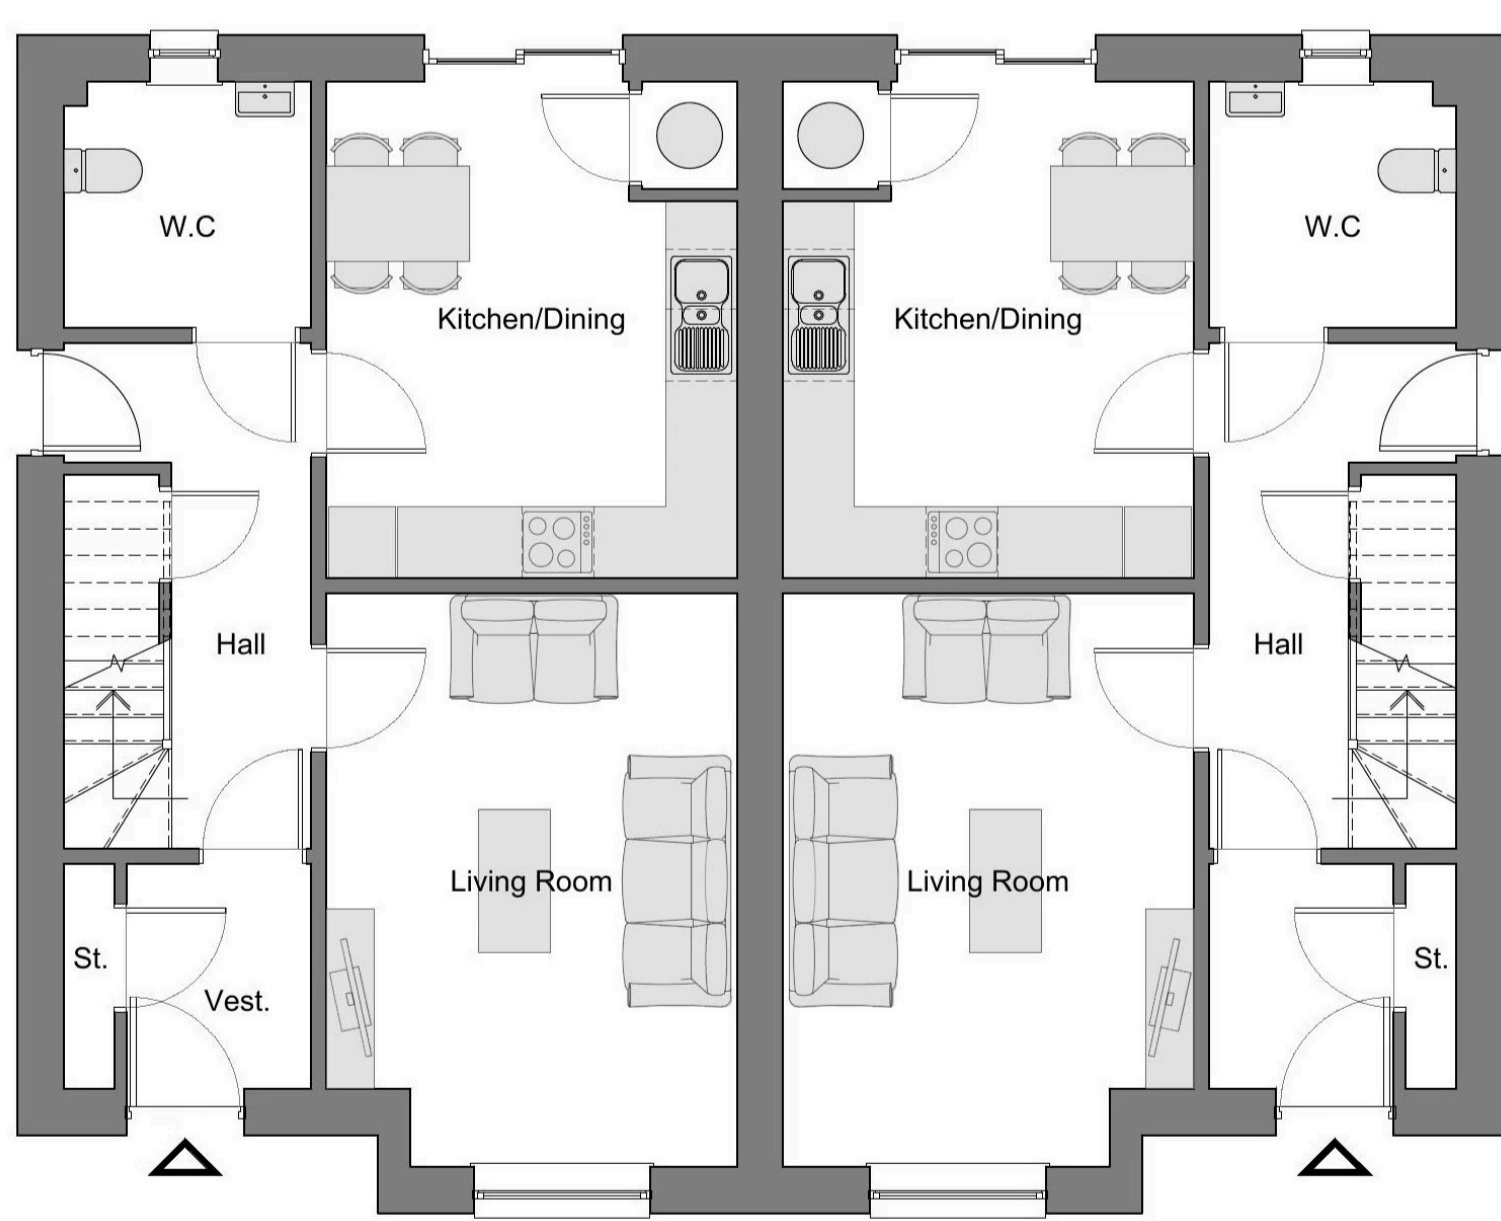 W.C
W.C
Kitchen/Dining
Kitchen/Dining
Hall
Hall
Living Room
Living Room
St.
St.
Vest.